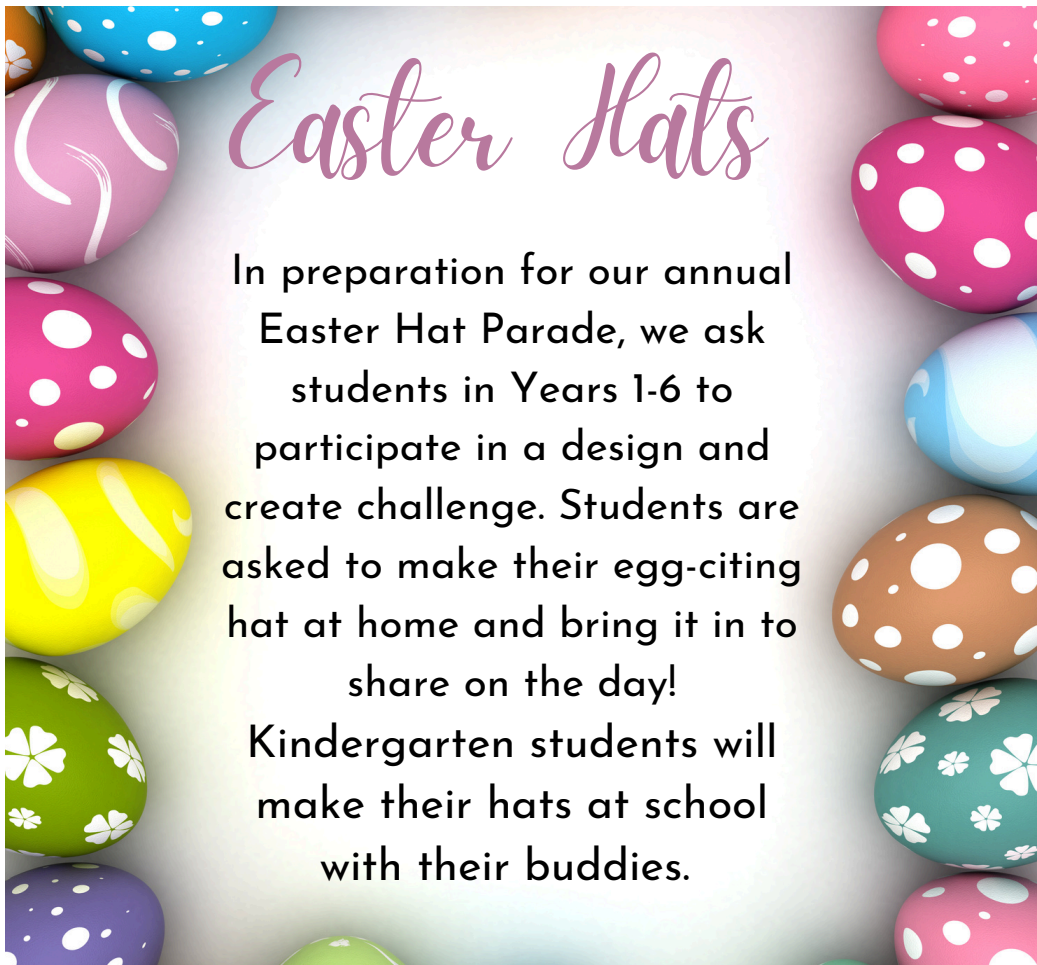 Easter Hats
In preparation for our annual
Easter Hat Parade, we ask
students in Years 1-6 to
participate in a design and
create challenge. Students are
asked to make their egg-citing
hat at home and bring it in to
share on the day!
Kindergarten students will
make their hats at school
with their buddies.